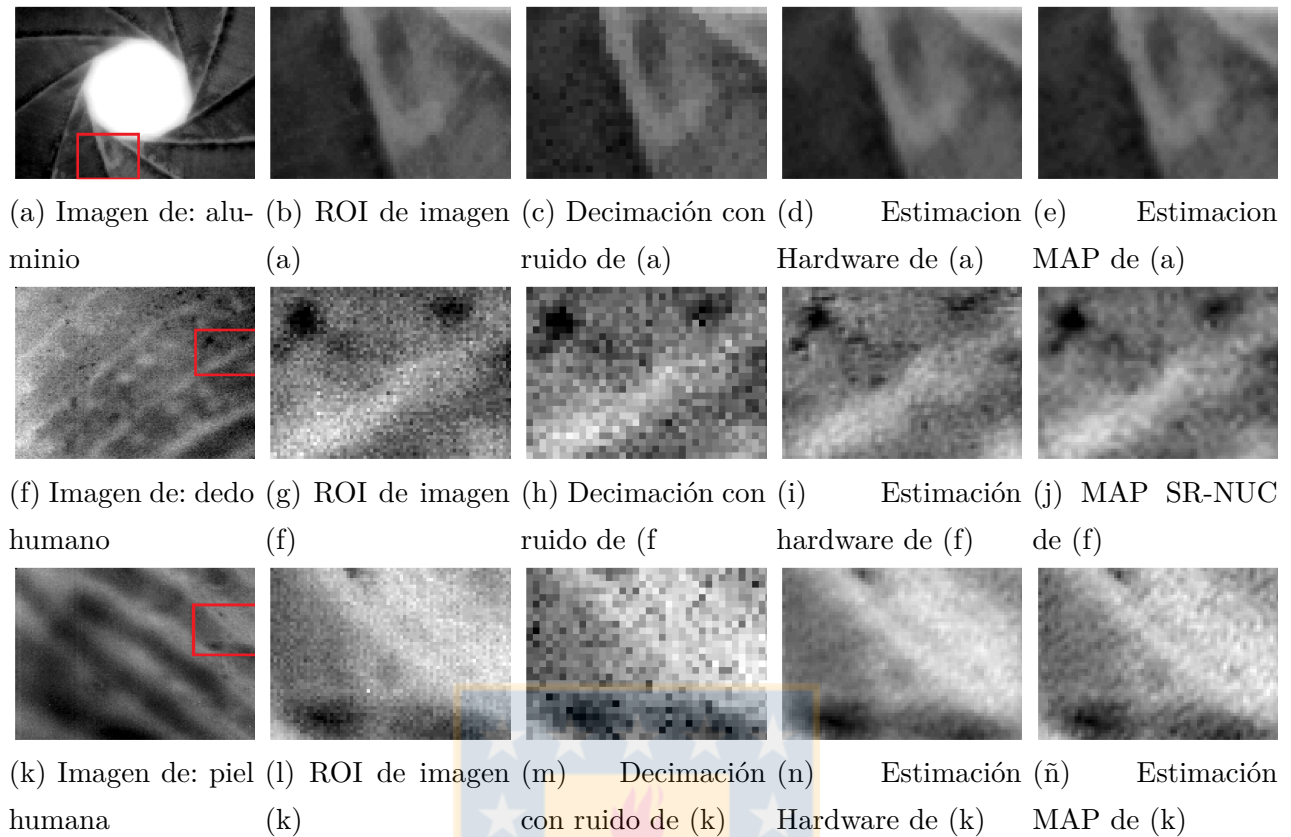 (a) Imagen de: alu-
minio
(b) ROI de imagen
(a)
(c) Decimación con
ruido de (a)
(d) Estimacion
Hardware de (a)
(e) Estimacion
MAP de (a)
(f) Imagen de: dedo
humano
(g) ROI de imagen
(f)
(h) Decimación con
ruido de (f
(i) Estimación
hardware de (f)
(j) MAP SR-NUC
de (f)
(k) Imagen de: piel
humana
(l) ROI de imagen
(k)
(m) Decimación
con ruido de (k)
(n) Estimación
Hardware de (k)
(ñ) Estimación
MAP de (k)